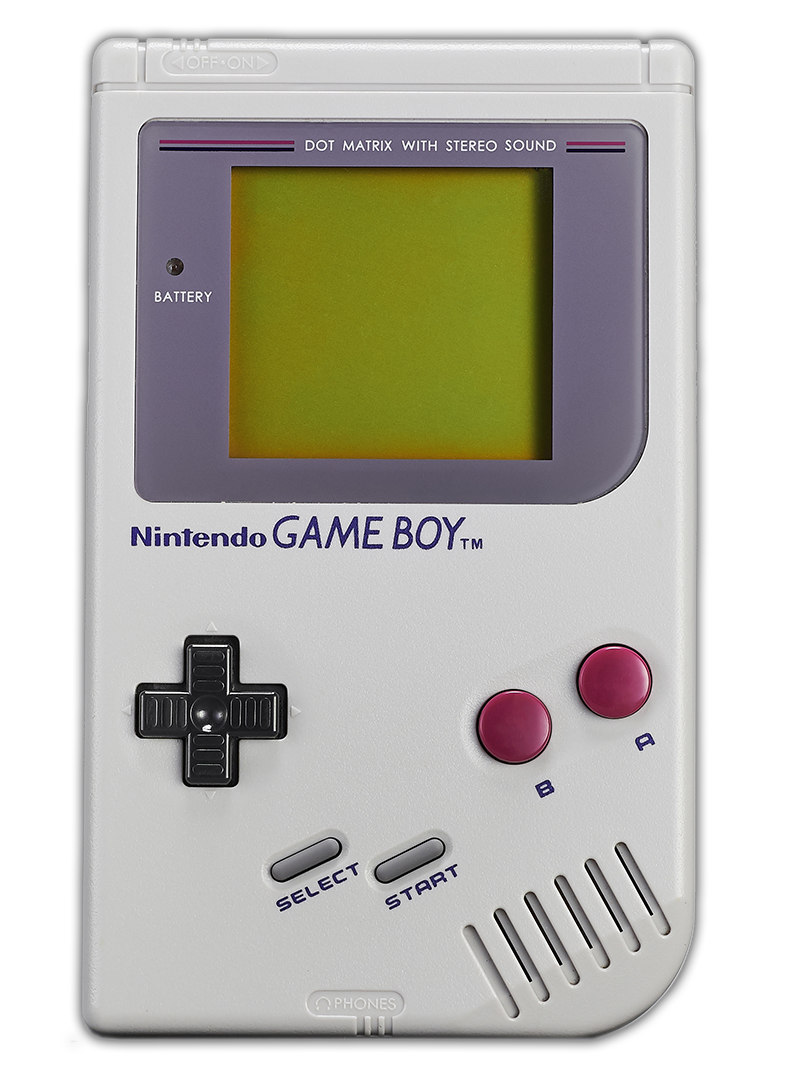 OFF•ON
DOT MATRIX WITH STEREO SOUND
BATTERY
Nintendo GAME BOY™
A
B
SELECT START
PHONES